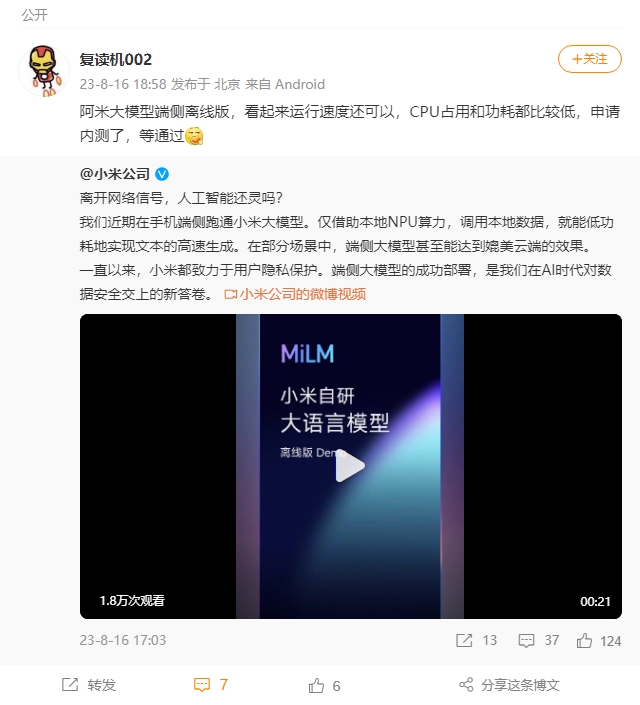 公开
复读机002
+关注
23-8-16 18:58 发布于 北京 来自 Android
阿米大模型端侧离线版，看起来运行速度还可以，CPU占用和功耗都比较低，申请
内测了，等通过
@小米公司
离开网络信号，人工智能还灵吗？
我们近期在手机端侧跑通小米大模型。仅借助本地NPU算力，调用本地数据，就能低功
耗地实现文本的高速生成。在部分场景中，端侧大模型甚至能达到媲美云端的效果。
一直以来，小米都致力于用户隐私保护。端侧大模型的成功部署，是我们在AI时代对数
据安全交上的新答卷。 小米公司的微博视频
MiLM
小米自研
大语言模型
离线版 Demo
1.8万次观看
00:21
23-8-16 17:03
13
37
124
转发
7
6
分享这条博文